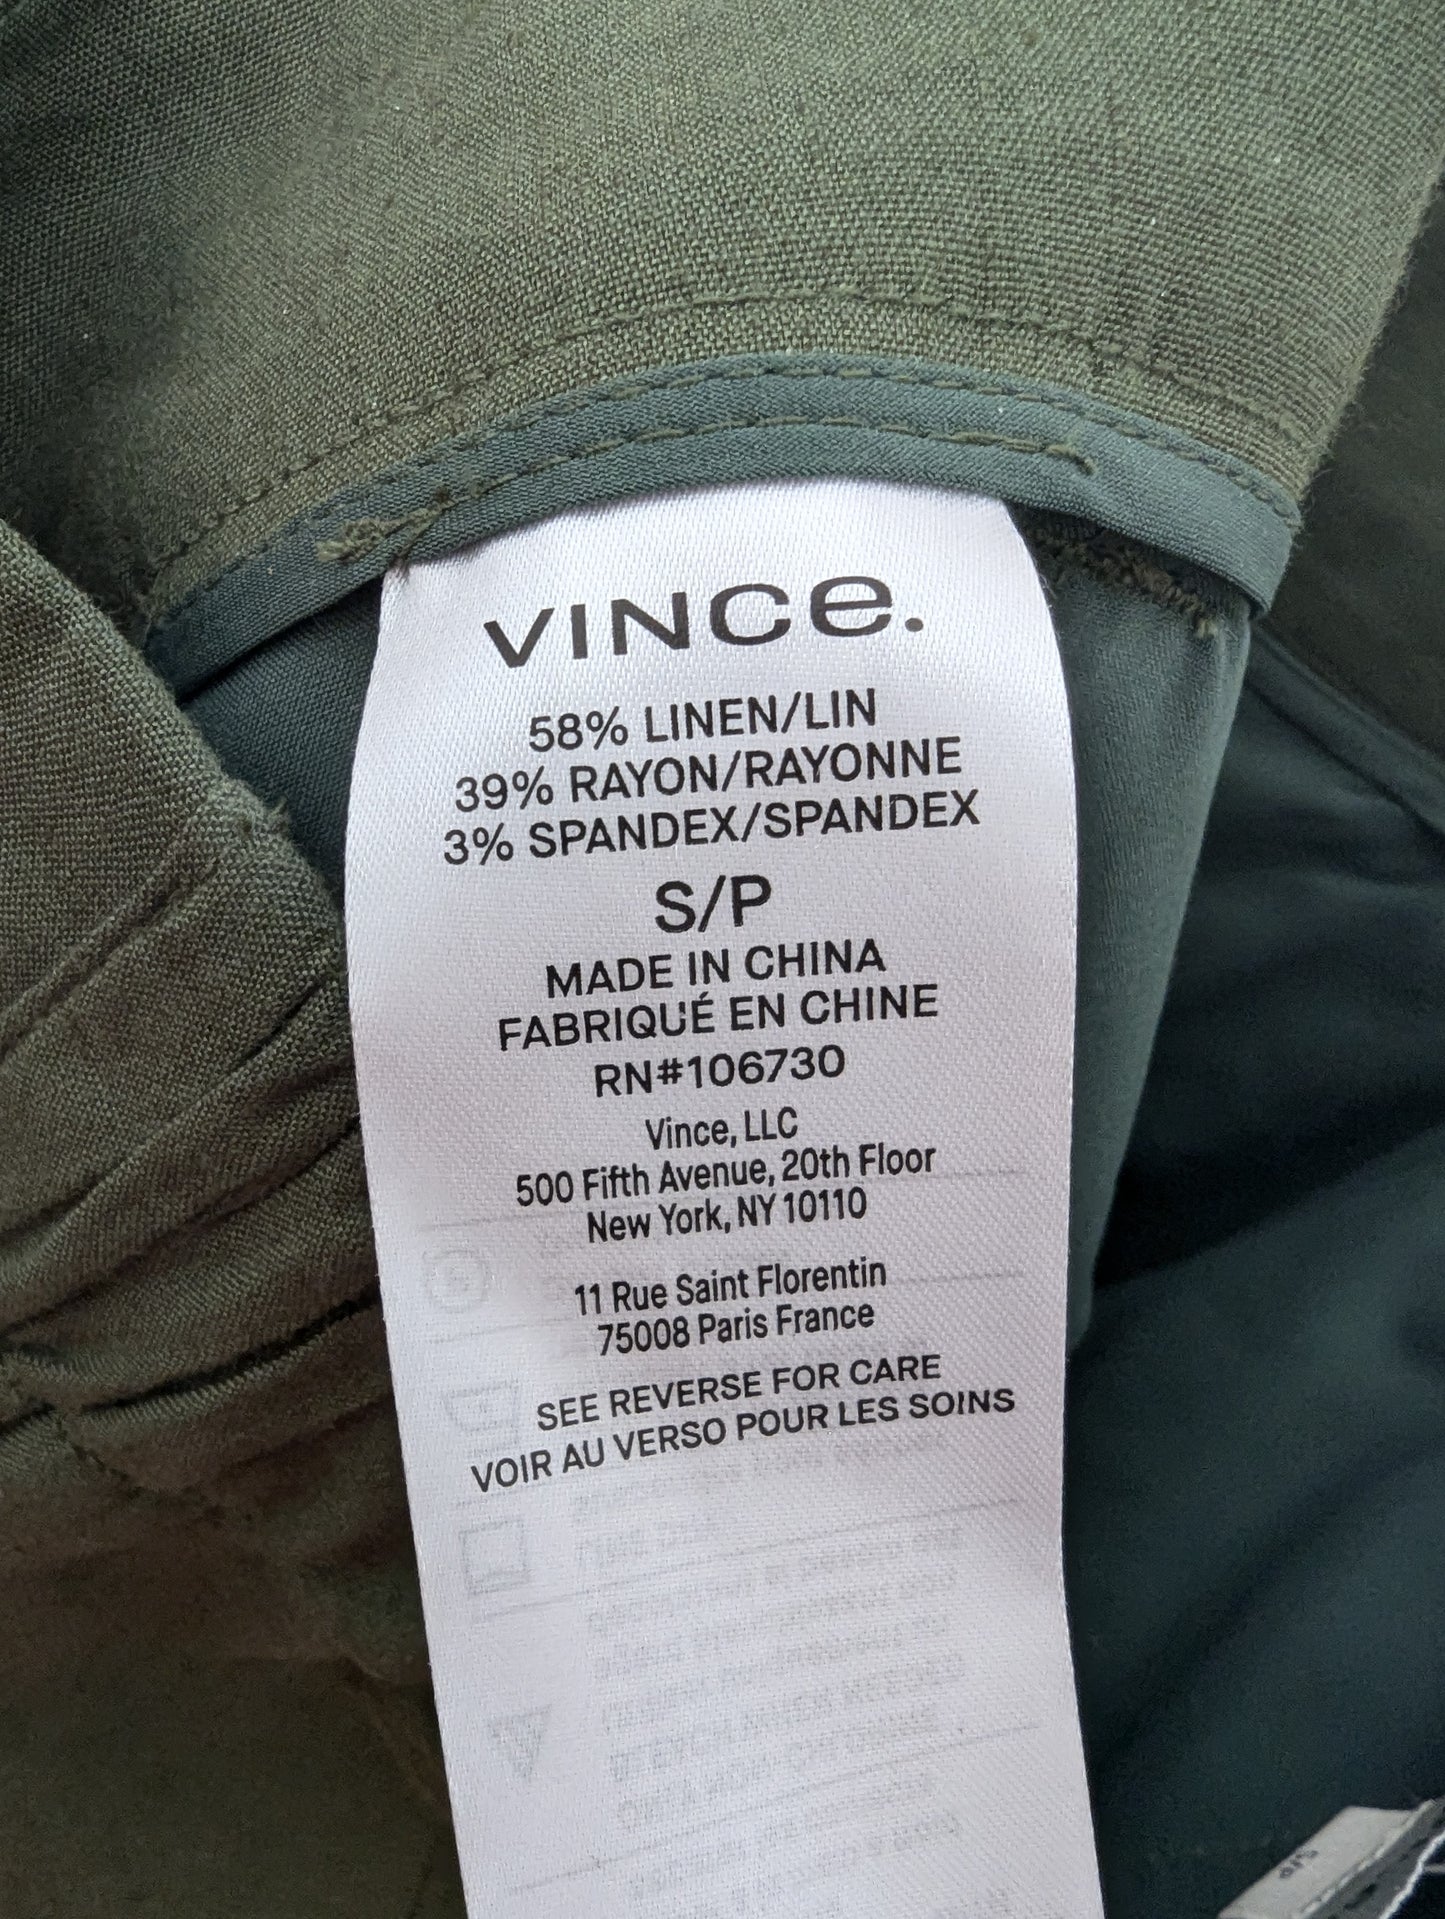 VINCe.
58% LINEN/LIN
39% RAYON/RAYONNE
3% SPANDEX/SPANDEX
S/P
MADE IN CHINA
FABRIQUÉ EN CHINE
RN#106730
Vince, LLC
500 Fifth Avenue, 20th Floor
New York, NY 10110
11 Rue Saint Florentin
75008 Paris France
SEE REVERSE FOR CARE
VOIR AU VERSO POUR LES SOINS
S/P